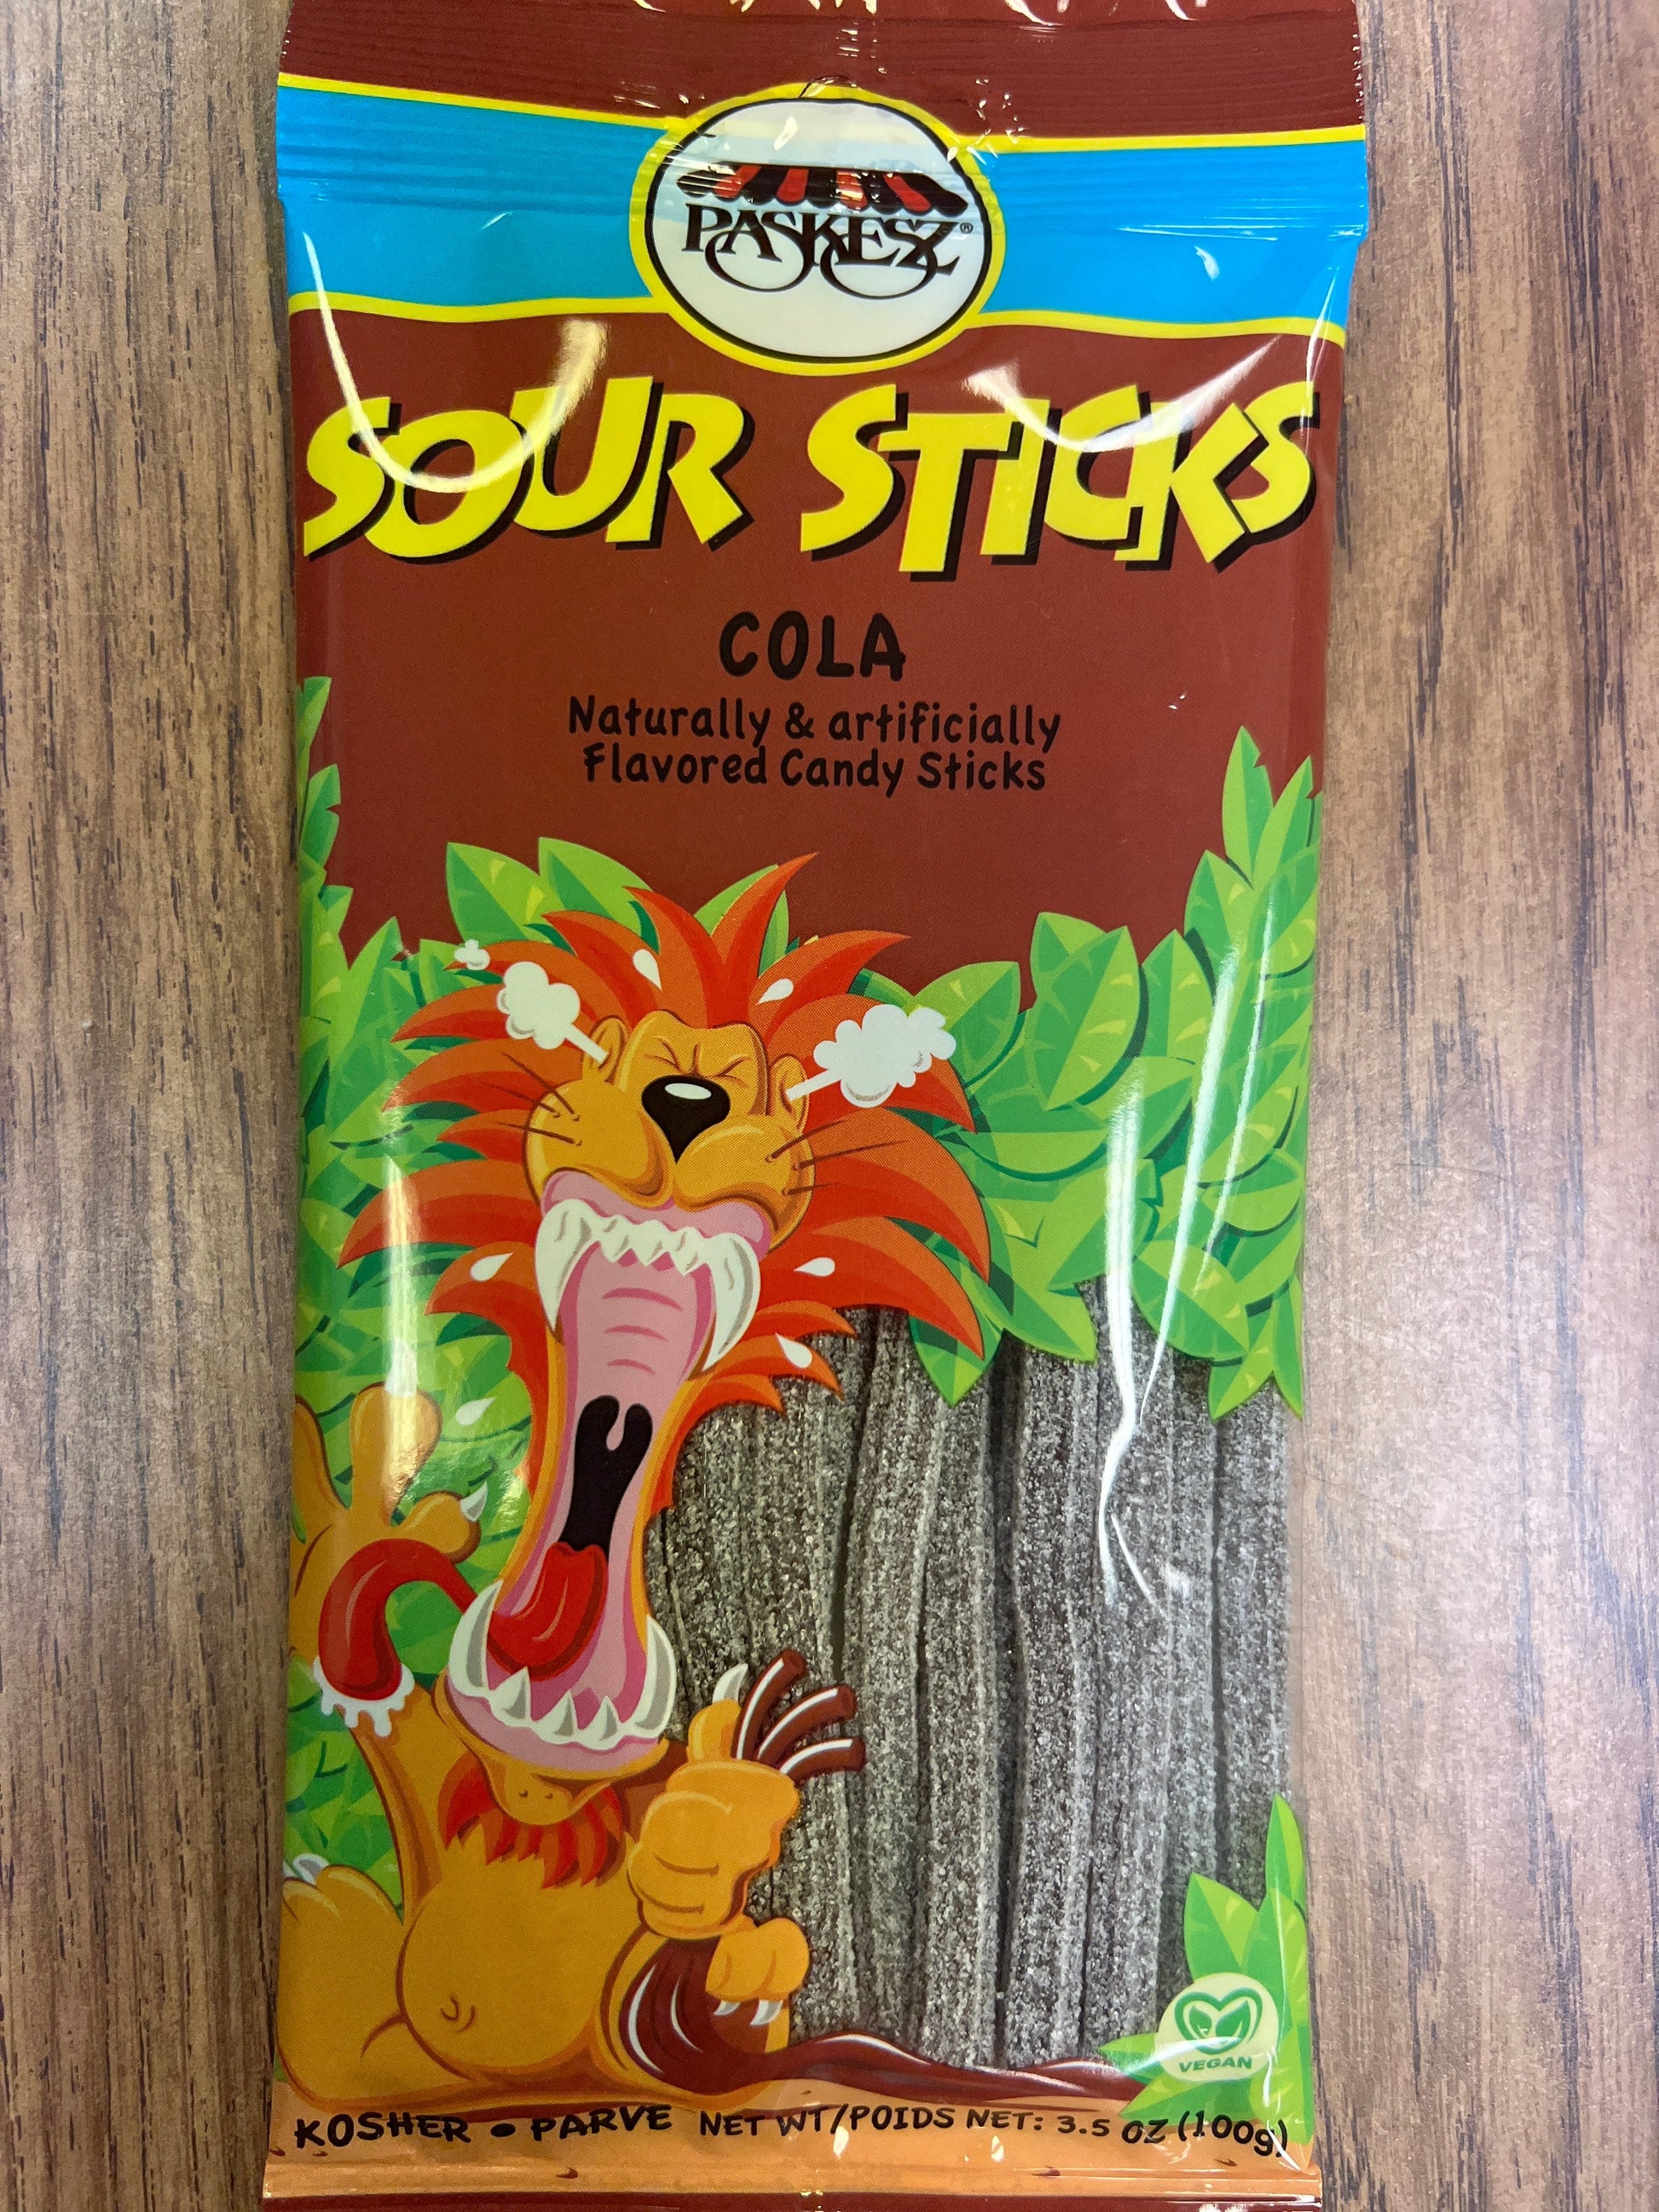 PASKESZ®
SOUR STICKS
COLA
Naturally & artificially
Flavored Candy Sticks
VEGAN
KOSHER • PARVE NET WT/POIDS NET: 3.5 OZ (100g)